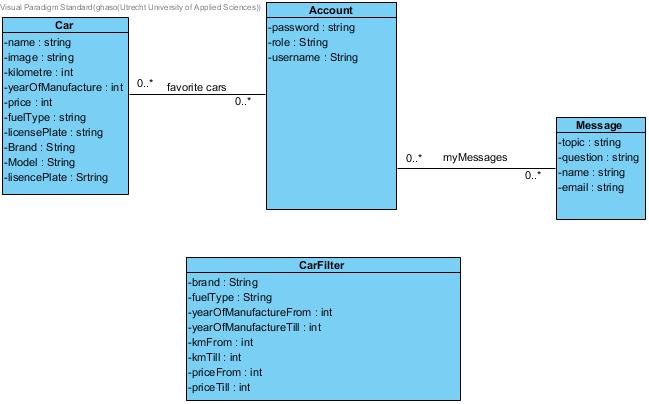 Visual Paradigm Standard(ghaso(Utrecht University of Applied Sciences))
Car
-name : string
-image : string
-kilometre : int
-yearOfManufacture : int
-price : int
-fuelType : string
-licensePlate : string
-Brand : String
-Model : String
-lisencePlate : Srtring
0..*
favorite cars
0..*
Account
-password : string
-role : String
-username : String
0..*
myMessages
0..*
Message
-topic : string
-question : string
-name : string
-email : string
CarFilter
-brand : String
-fuelType : String
-yearOfManufactureFrom : int
-yearOfManufactureTill : int
-kmFrom : int
-kmTill : int
-priceFrom : int
-priceTill : int